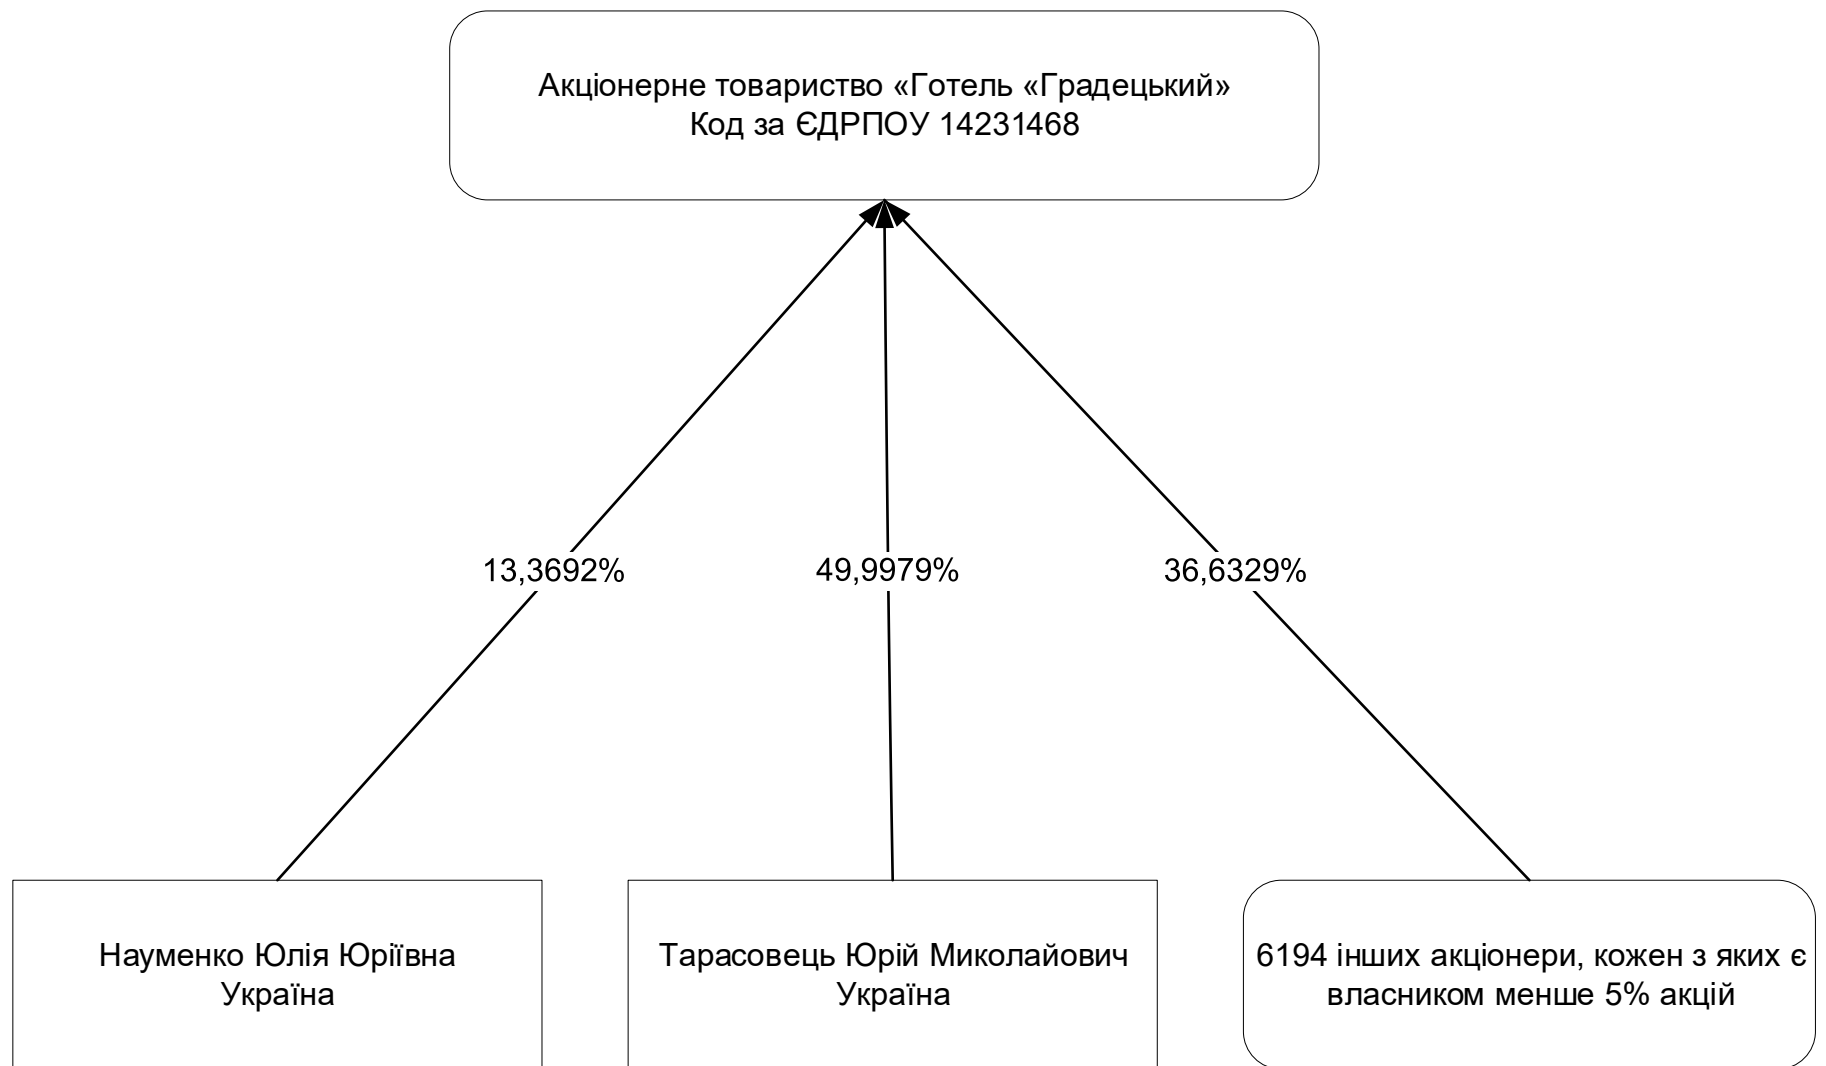 Акціонерне товариство «Готель «Градецький»
Код за ЄДРПОУ 14231468
13,3692%
49,9979%
36,6329%
Науменко Юлія Юріївна
Україна
Тарасовець Юрій Миколайович
Україна
6194 інших акціонери, кожен з яких є
власником менше 5% акцій